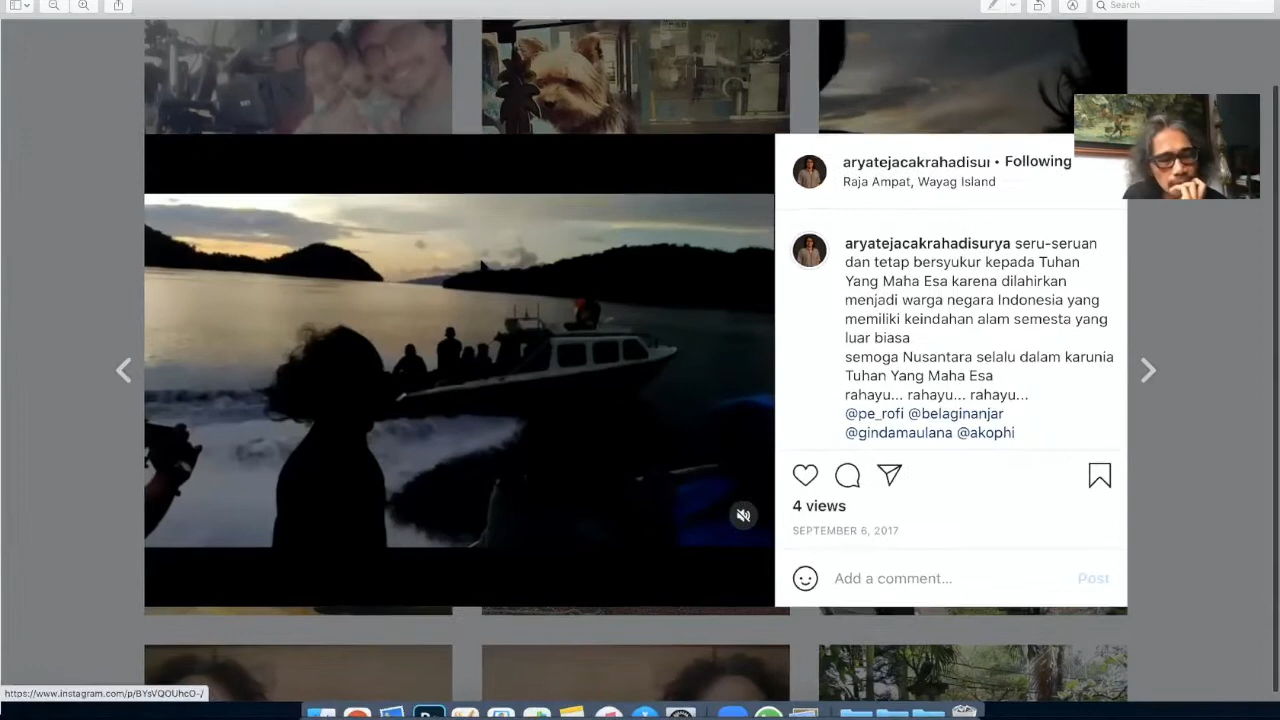 Search
aryatejacakrahadisur • Following
Raja Ampat, Wayag Island
aryatejacakrahadisurya seru-seruan
dan tetap bersyukur kepada Tuhan
Yang Maha Esa karena dilahirkan
menjadi warga negara Indonesia yang
memiliki keindahan alam semesta yang
luar biasa
semoga Nusantara selalu dalam karunia
Tuhan Yang Maha Esa
rahayu... rahayu... rahayu...
@pe_rofi @belaginanjar
@gindamaulana @akophi
4 views
SEPTEMBER 6, 2017
Add a comment... Post
https://www.instagram.com/p/BYsVQOUhcO-/